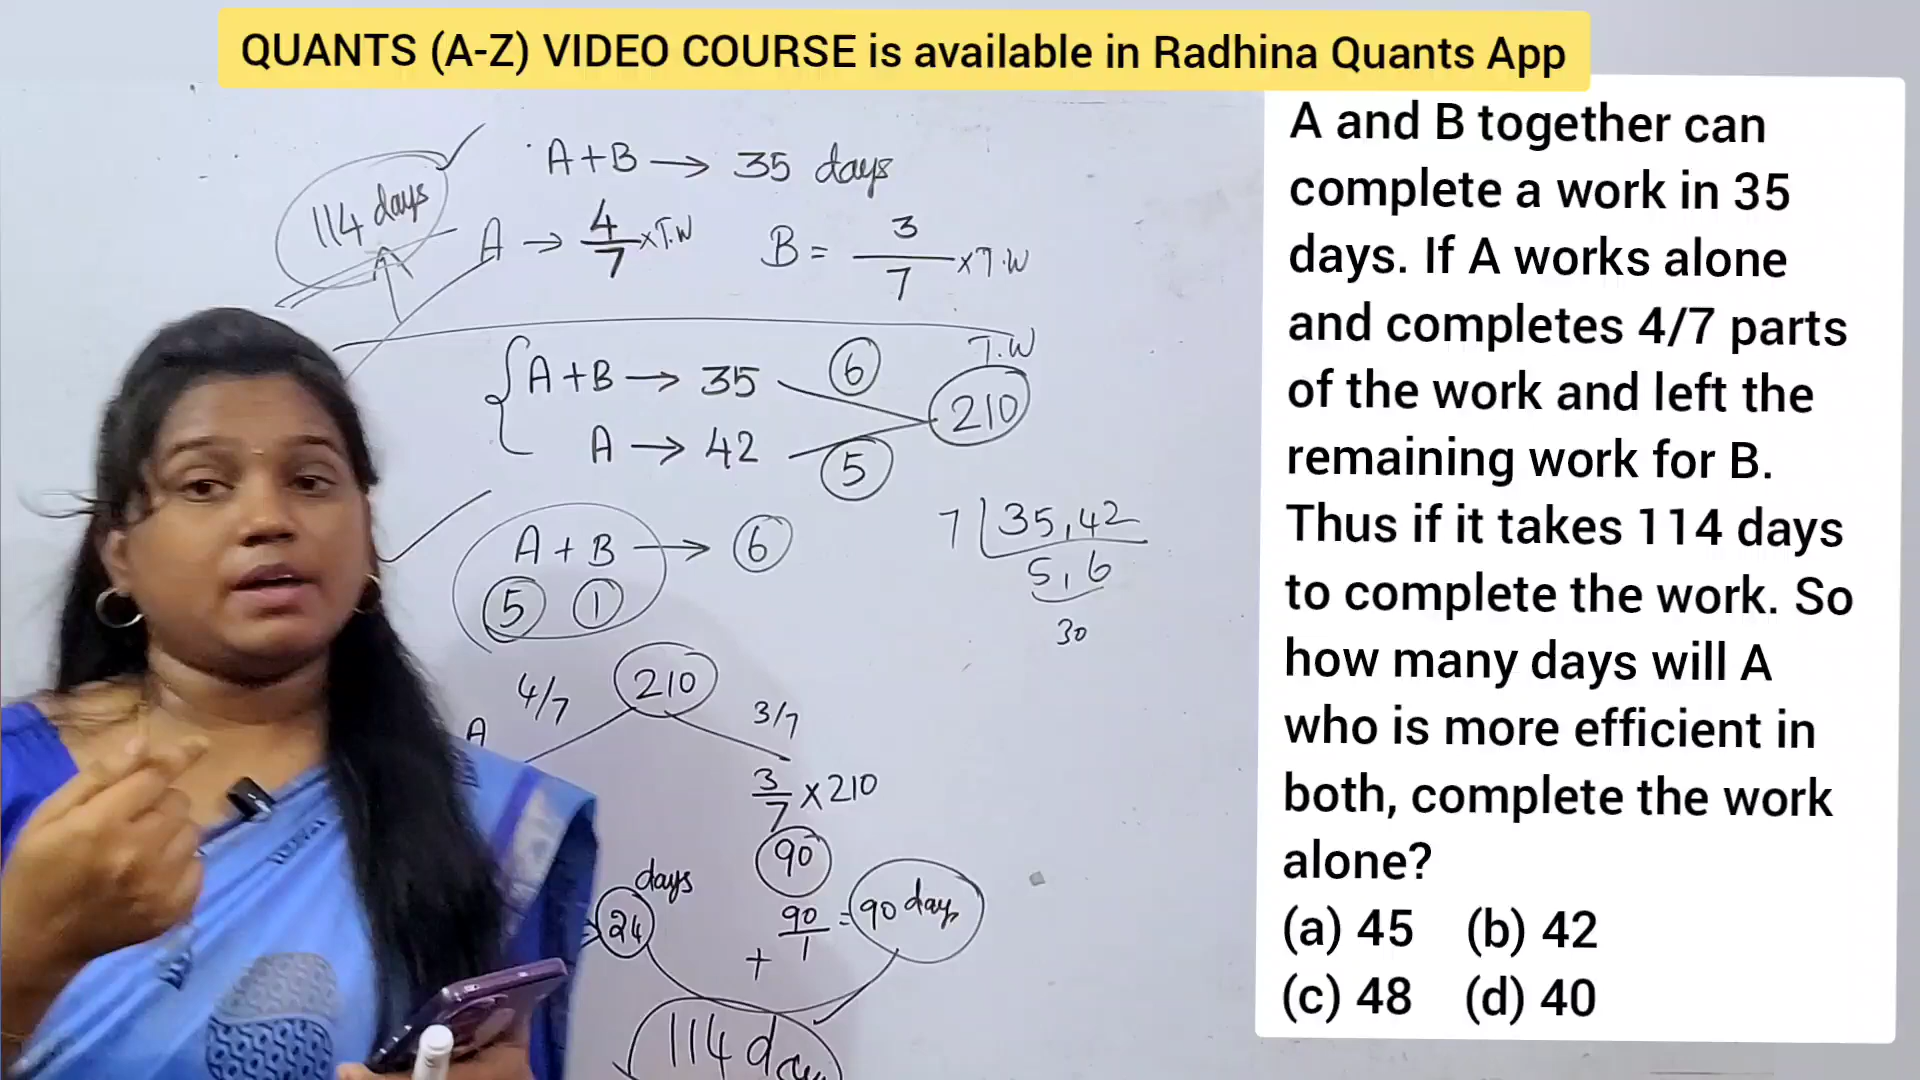 QUANTS (A-Z) VIDEO COURSE is available in Radhina Quants App
A+B → 35 days
114 days
A → 4/7 ×T.W B = 3/7 ×T.W
T.W
A+B → 35 6 210
A → 42 5
7 35,42
5,6
30
A + B → 6
5 1
4/7 210 3/7
A
3/7 ×210
90
days
24 + 90/1 = 90 days
114 days
A and B together can
complete a work in 35
days. If A works alone
and completes 4/7 parts
of the work and left the
remaining work for B.
Thus if it takes 114 days
to complete the work. So
how many days will A
who is more efficient in
both, complete the work
alone?
(a) 45 (b) 42
(c) 48 (d) 40